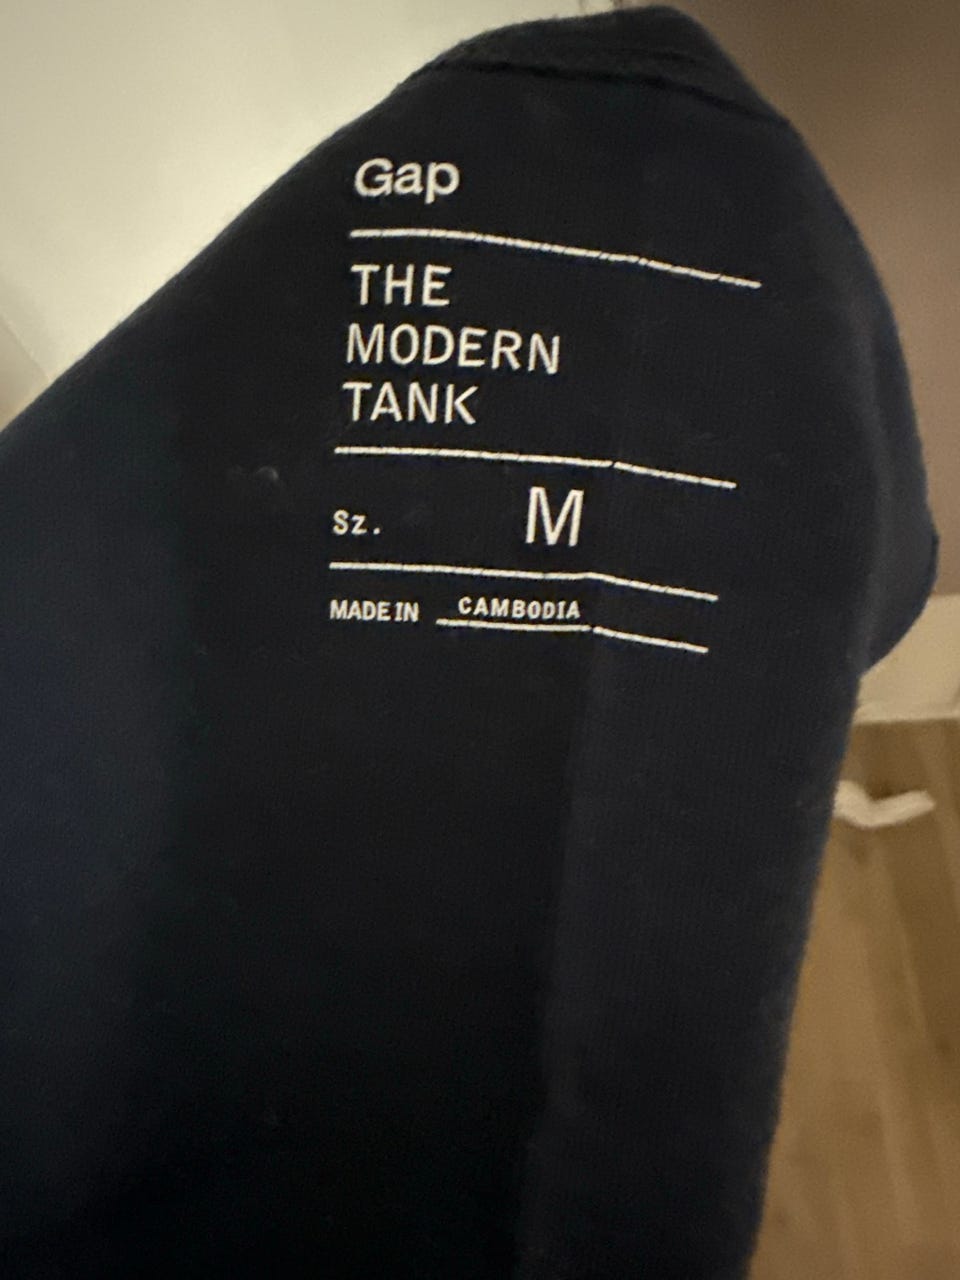 Gap
THE
MODERN
TANK
Sz. M
MADE IN CAMBODIA